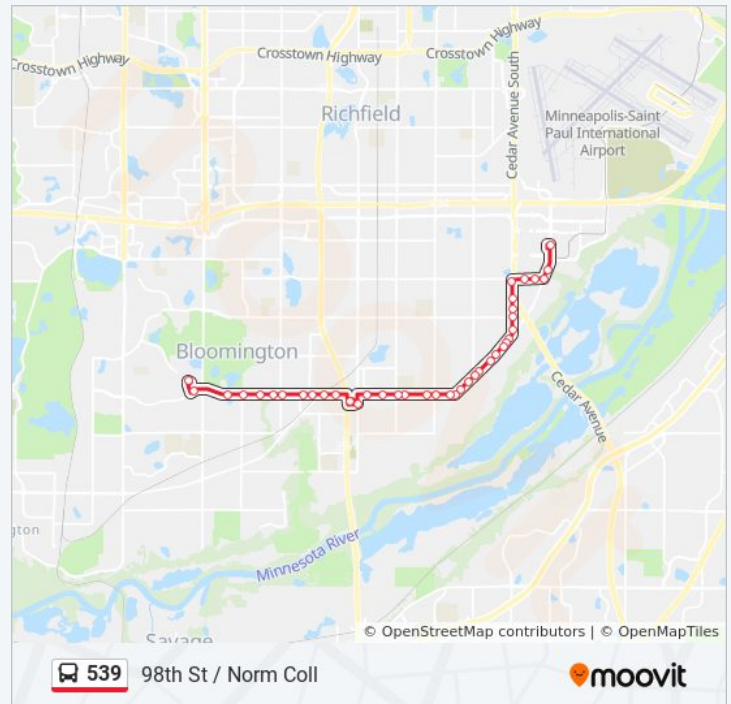 Crosstown Highway
Crosstown Highway
Crosstown Highway
Richfield
Cedar Avenue South
Minneapolis-Saint
Paul International
Airport
Bloomington
Cedar Avenue
gton
Minnesota River
Savage
© OpenStreetMap contributors | © OpenMapTiles
539 98th St / Norm Coll
moovit